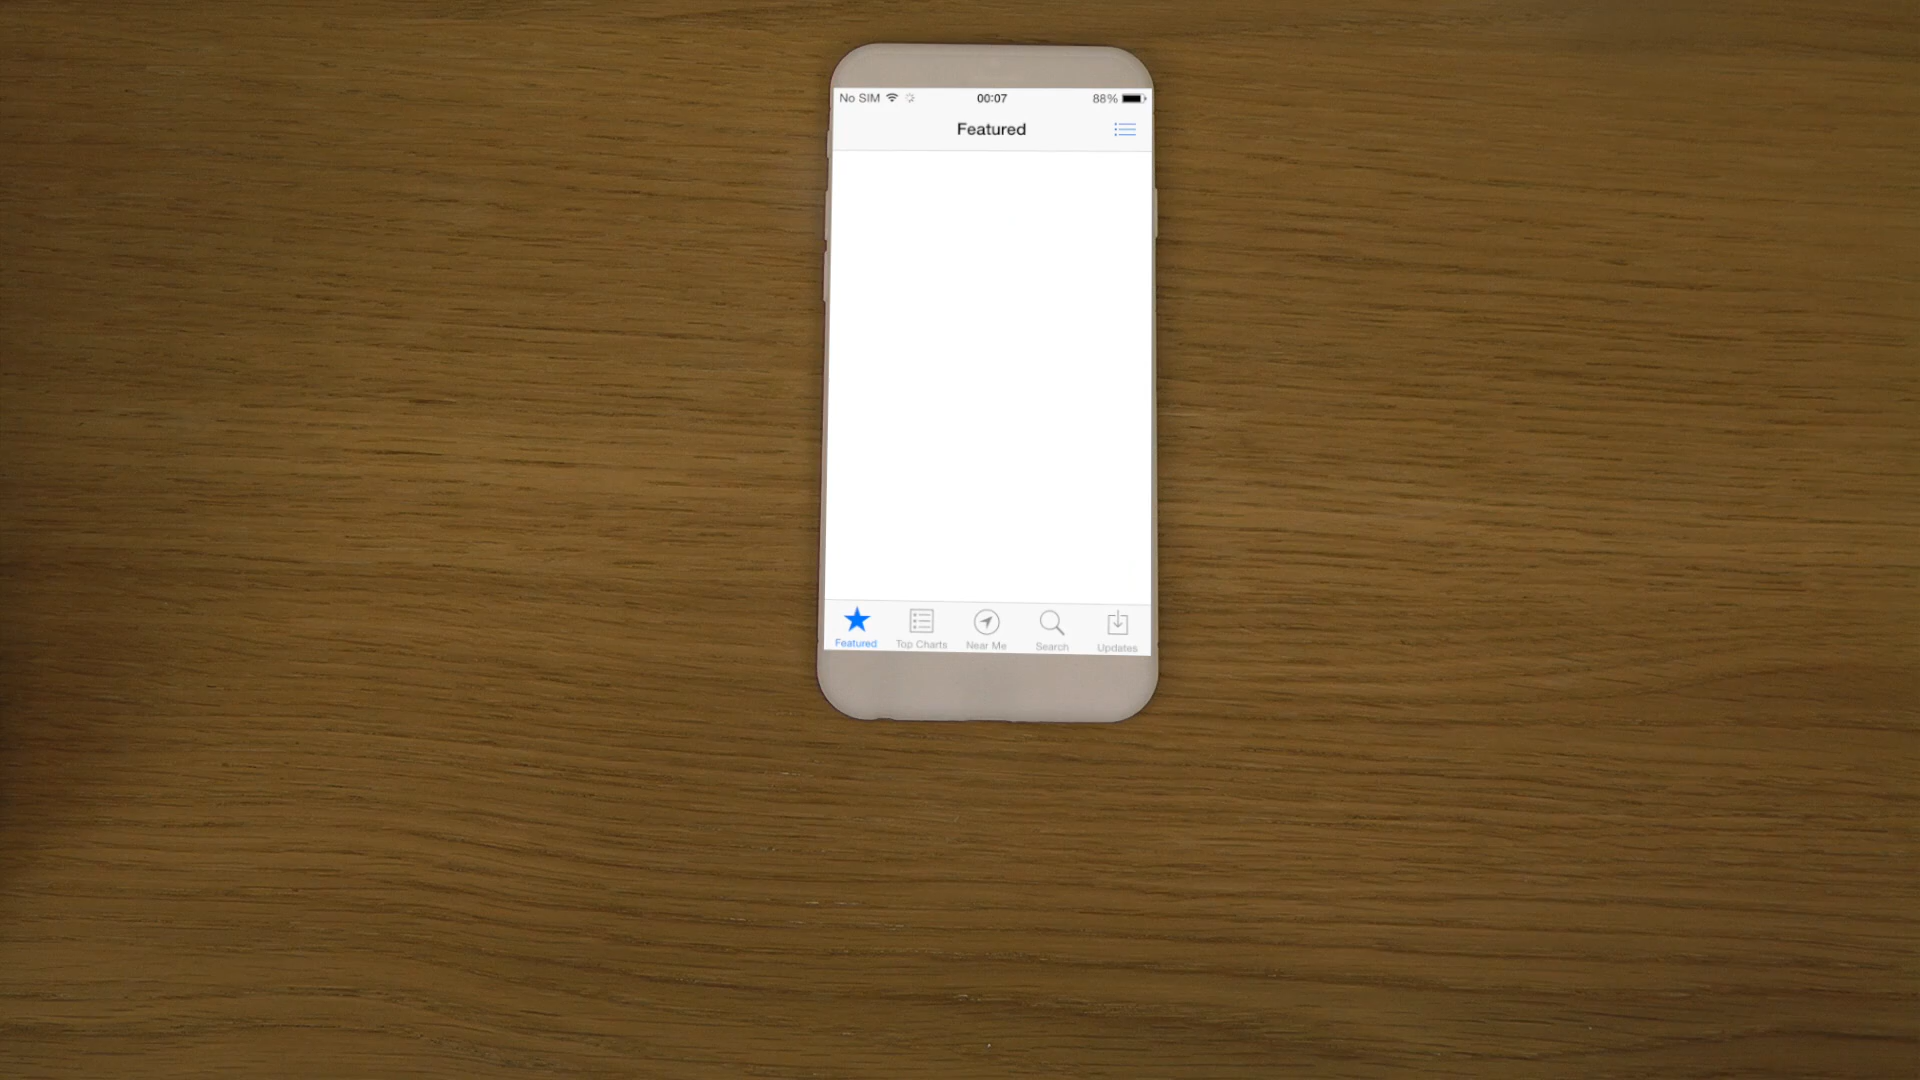 No SIM 00:07 88%
Featured
Featured Top Charts Near Me Search Updates